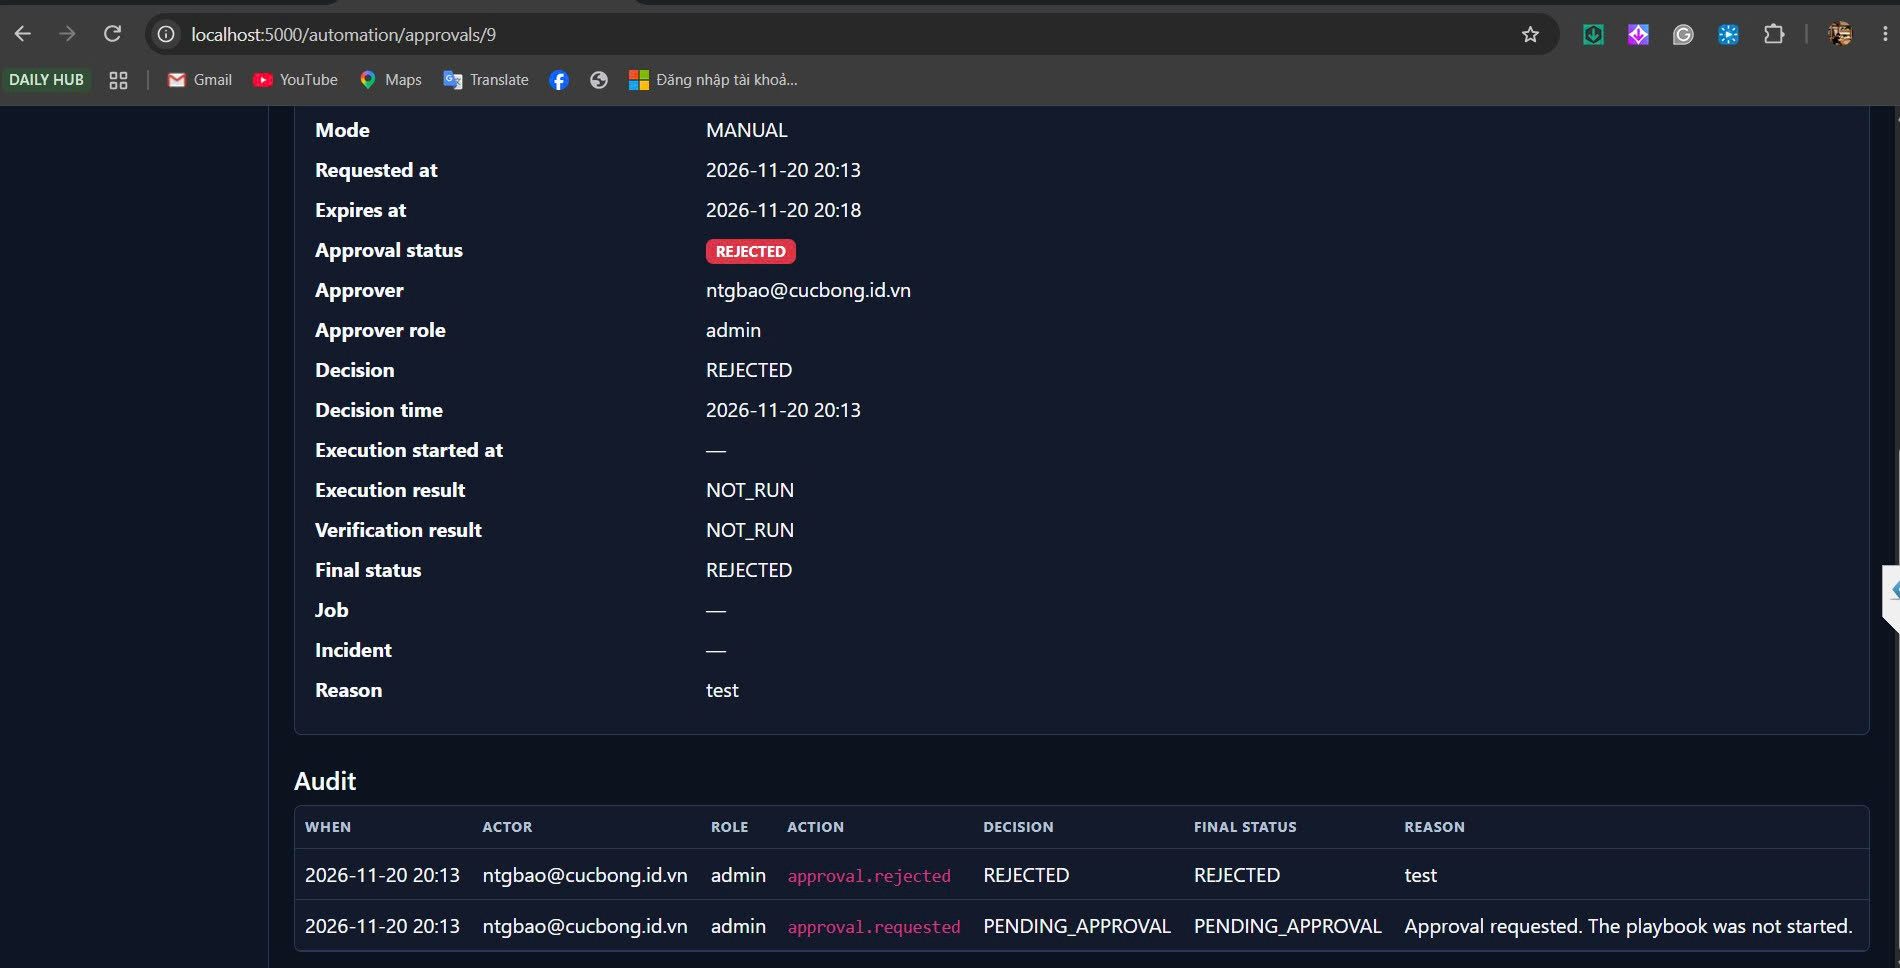 localhost:5000/automation/approvals/9
DAILY HUB Gmail YouTube Maps Translate Đăng nhập tài khoả...
Mode MANUAL
Requested at 2026-11-20 20:13
Expires at 2026-11-20 20:18
Approval status REJECTED
Approver ntgbao@cucbong.id.vn
Approver role admin
Decision REJECTED
Decision time 2026-11-20 20:13
Execution started at —
Execution result NOT_RUN
Verification result NOT_RUN
Final status REJECTED
Job —
Incident —
Reason test
Audit
WHEN ACTOR ROLE ACTION DECISION FINAL STATUS REASON
2026-11-20 20:13 ntgbao@cucbong.id.vn admin approval.rejected REJECTED REJECTED test
2026-11-20 20:13 ntgbao@cucbong.id.vn admin approval.requested PENDING_APPROVAL PENDING_APPROVAL Approval requested. The playbook was not started.